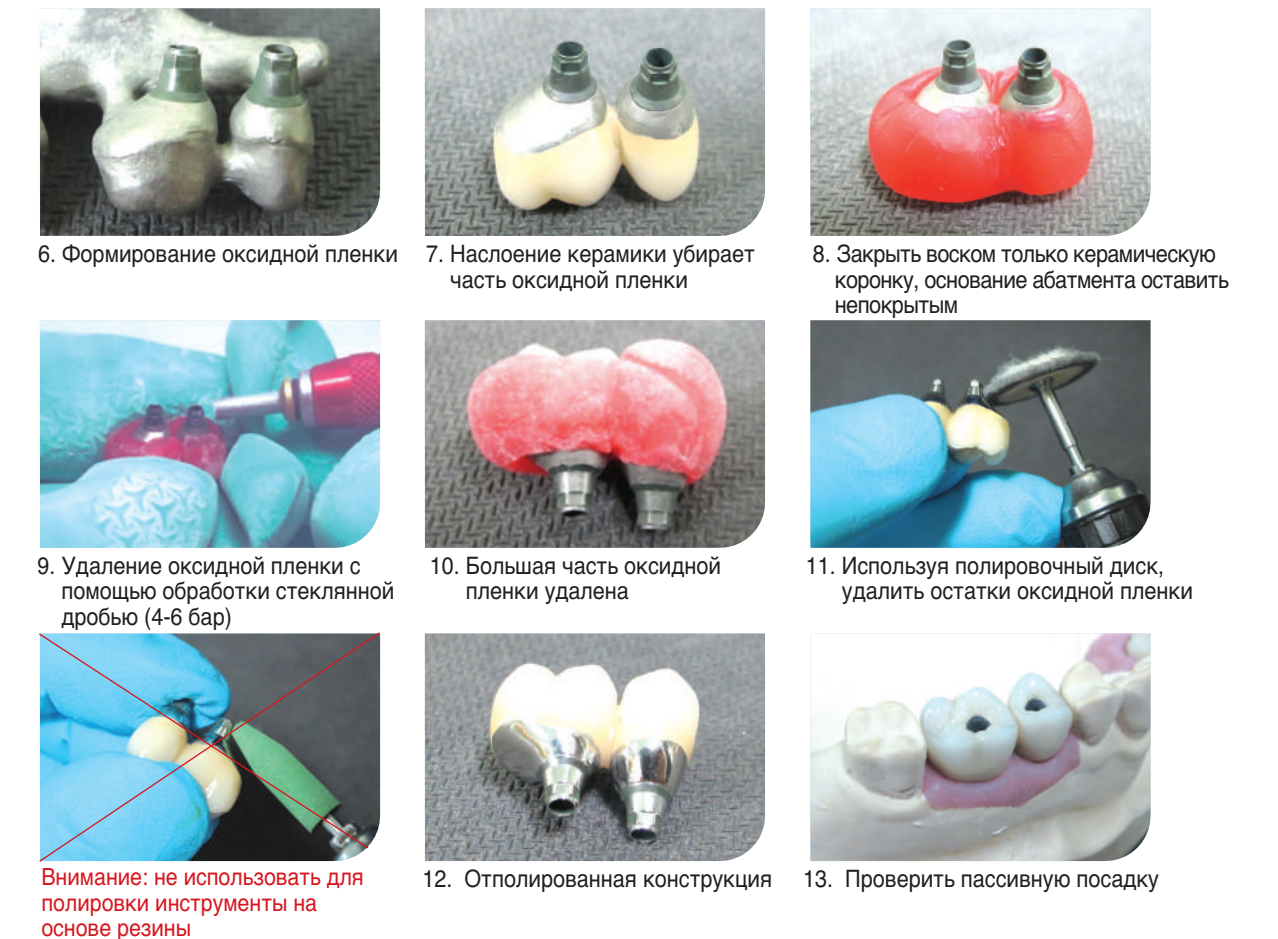 6. Формирование оксидной пленки
7. Наслоение керамики убирает
часть оксидной пленки
8. Закрыть воском только керамическую
коронку, основание абатмента оставить
непокрытым
9. Удаление оксидной пленки с
помощью обработки стеклянной
дробью (4-6 бар)
10. Большая часть оксидной
пленки удалена
11. Используя полировочный диск,
удалить остатки оксидной пленки
Внимание: не использовать для
полировки инструменты на
основе резины
12. Отполированная конструкция
13. Проверить пассивную посадку